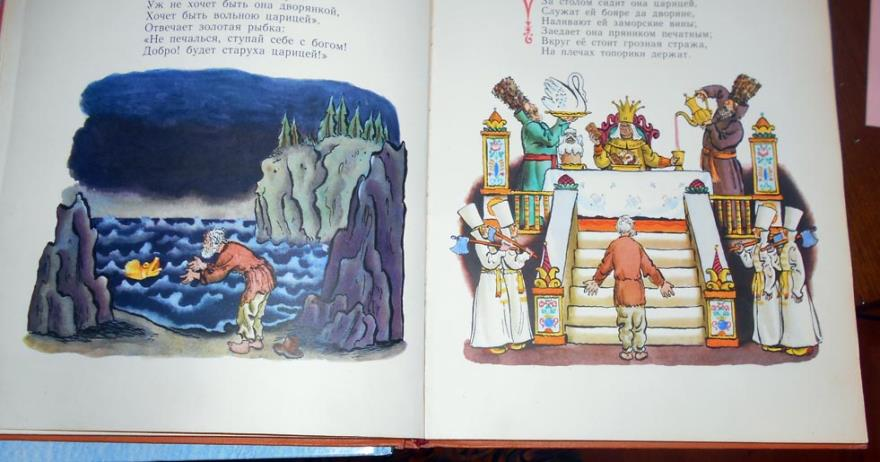 Уж не хочет быть она дворянкой,
Хочет быть вольною царицей».
Отвечает золотая рыбка:
«Не печалься, ступай себе с богом!
Добро! будет старуха царицей!»
За столом сидит она царицей,
Служат ей бояре да дворяне,
Наливают ей заморские вины;
Заедает она пряником печатным;
Вкруг её стоит грозная стража,
На плечах топорики держат.